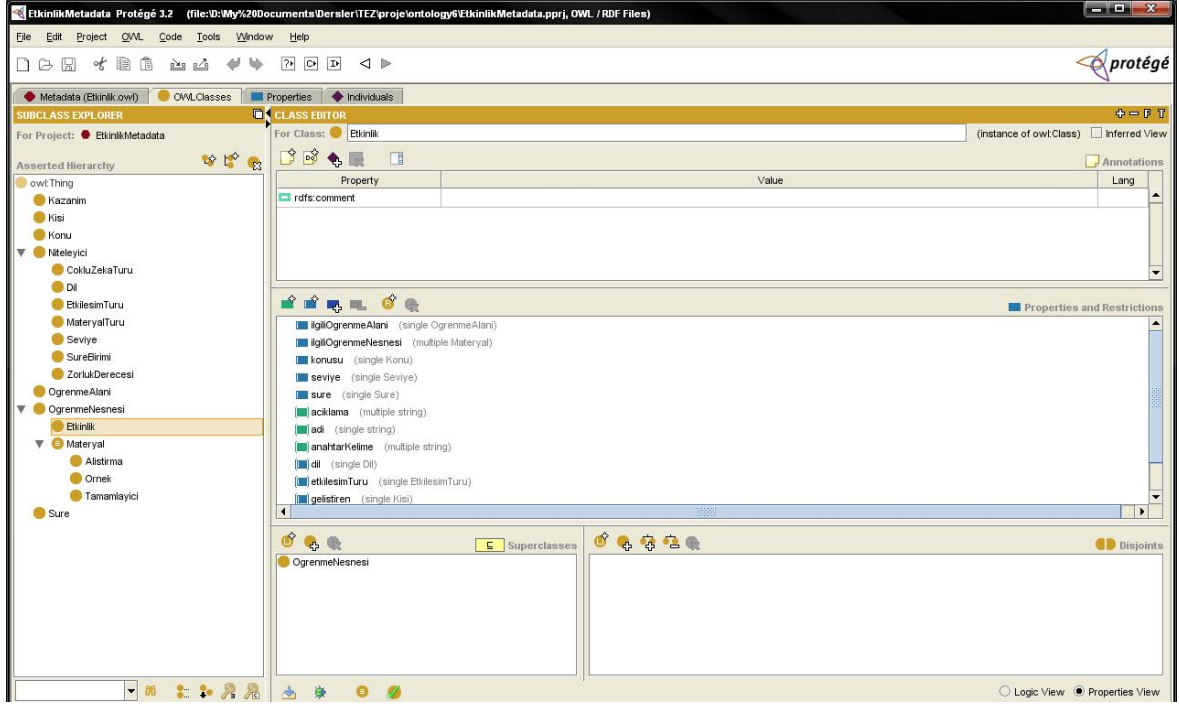 EtkinlikMetadata Protégé 3.2 (file:\D:\My%20Documents\Dersler\TEZ\proje\ontology6\EtkinlikMetadata.pprj, OWL / RDF Files)
File Edit Project OWL Code Tools Window Help
protégé
Metadata (Etkinlik.owl) OWLClasses Properties Individuals
SUBCLASS EXPLORER
For Project: EtkinlikMetadata
Asserted Hierarchy
owl:Thing
Kazanim
Kisi
Konu
Niteleyici
CokluZekaTuru
Dil
EtkilesimTuru
MateryalTuru
Seviye
SureBirimi
ZorlukDerecesi
OgrenmeAlani
OgrenmeNesnesi
Etkinlik
Materyal
Alistirma
Ornek
Tamamlayici
Sure
CLASS EDITOR
For Class: Etkinlik (instance of owl:Class) Inferred View
Annotations
Property Value Lang
rdfs:comment
Properties and Restrictions
ilgiliOgrenmeAlani (single OgrenmeAlani)
ilgiliOgrenmeNesnesi (multiple Materyal)
konusu (single Konu)
seviye (single Seviye)
sure (single Sure)
aciklama (multiple string)
adi (single string)
anahtarKelime (multiple string)
dil (single Dil)
etkilesimTuru (single EtkilesimTuru)
gelistiren (single Kisi)
Superclasses
OgrenmeNesnesi
Disjoints
Logic View Properties View